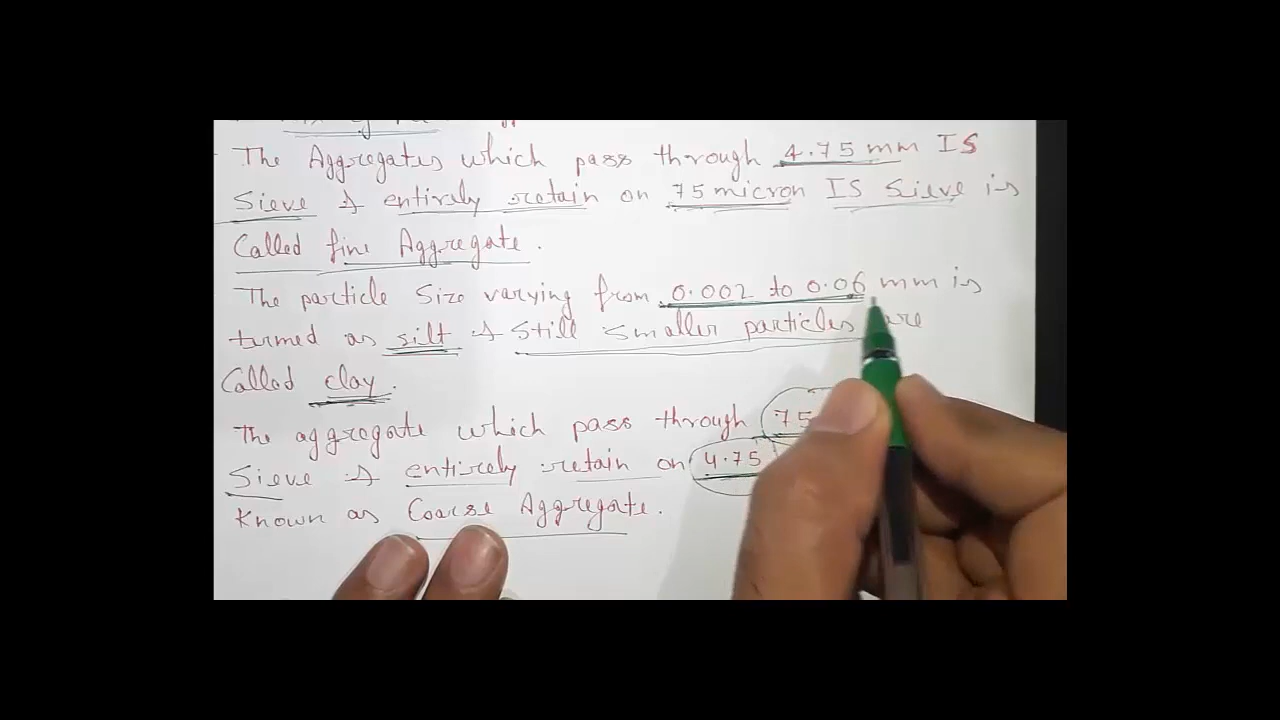 The Aggregates which pass through 4.75 mm IS
Sieve & entirely retain on 75 micron IS Sieve is
Called fine Aggregate.
The particle Size varying from 0.002 to 0.06 mm is
turmed as silt & Still Smaller particles are
Called clay.
The aggregate which pass through 75
Sieve & entirely retain on 4.75
Known as Coarse Aggregate.